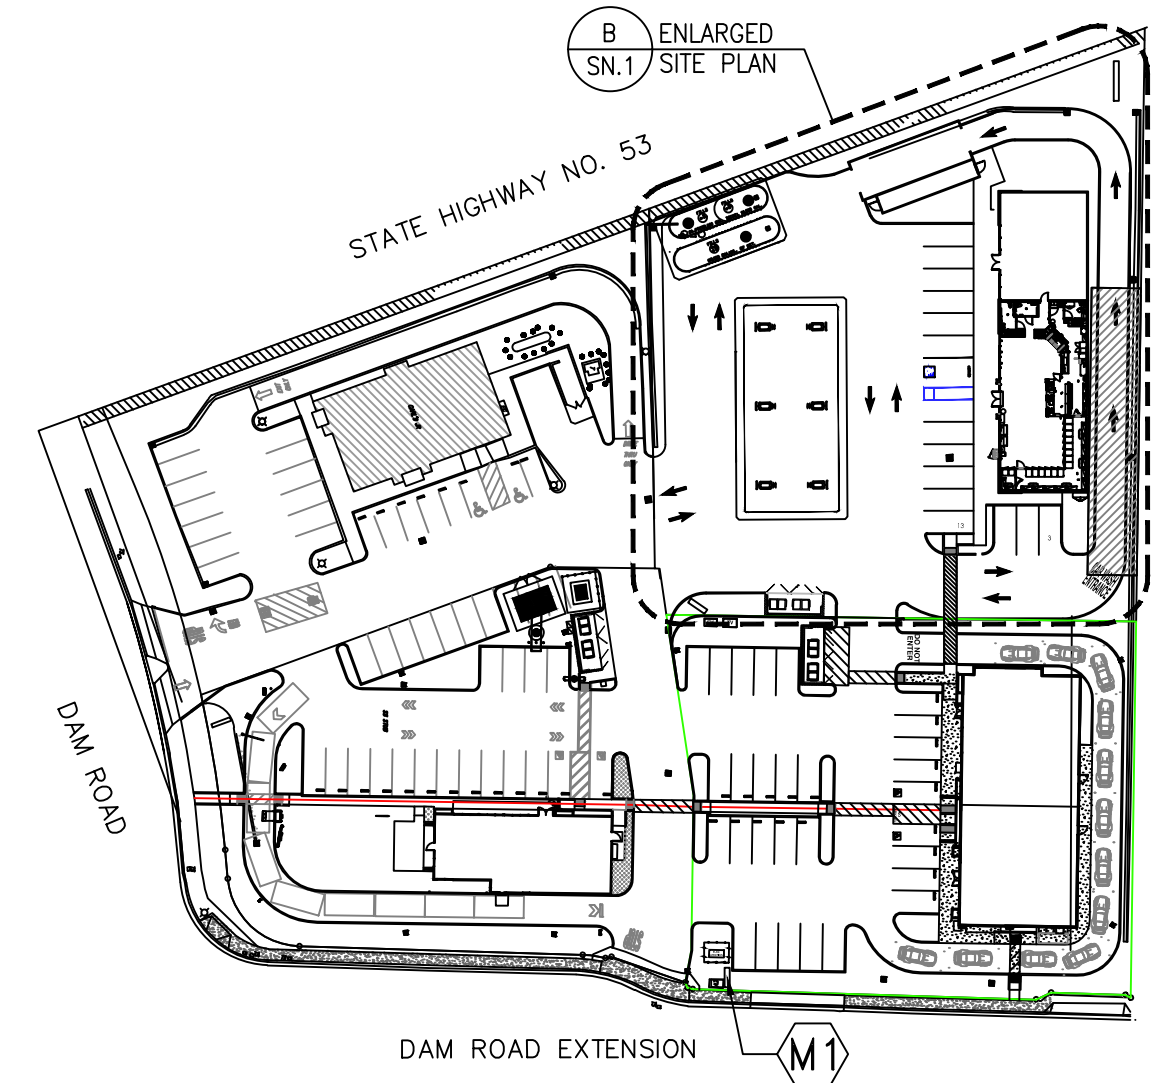 B
SN.1
ENLARGED
SITE PLAN
STATE HIGHWAY NO. 53
13
3
ENTRANCE
DO NOT
ENTER
DAM ROAD
DAM ROAD EXTENSION
M1